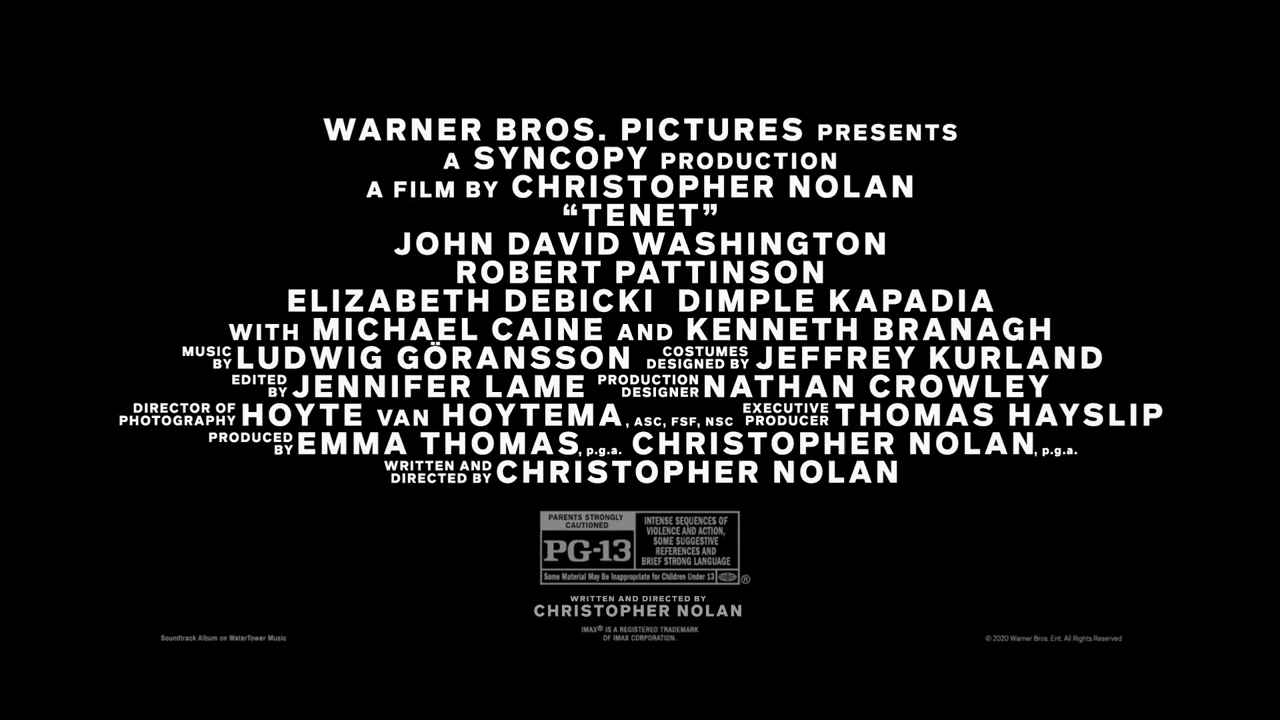 WARNER BROS. PICTURES PRESENTS
A SYNCOPY PRODUCTION
A FILM BY CHRISTOPHER NOLAN
“TENET”
JOHN DAVID WASHINGTON
ROBERT PATTINSON
ELIZABETH DEBICKI DIMPLE KAPADIA
WITH MICHAEL CAINE AND KENNETH BRANAGH
MUSIC BY LUDWIG GÖRANSSON COSTUMES DESIGNED BY JEFFREY KURLAND
EDITED BY JENNIFER LAME PRODUCTION DESIGNER NATHAN CROWLEY
DIRECTOR OF PHOTOGRAPHY HOYTE VAN HOYTEMA, ASC, FSF, NSC EXECUTIVE PRODUCER THOMAS HAYSLIP
PRODUCED BY EMMA THOMAS, p.g.a. CHRISTOPHER NOLAN, p.g.a.
WRITTEN AND DIRECTED BY CHRISTOPHER NOLAN
PARENTS STRONGLY
CAUTIONED
PG-13
INTENSE SEQUENCES OF
VIOLENCE AND ACTION,
SOME SUGGESTIVE
REFERENCES AND
BRIEF STRONG LANGUAGE
Some Material May Be Inappropriate for Children Under 13
®
WRITTEN AND DIRECTED BY
CHRISTOPHER NOLAN
IMAX® IS A REGISTERED TRADEMARK
OF IMAX CORPORATION.
Soundtrack Album on WaterTower Music
© 2020 Warner Bros. Ent. All Rights Reserved